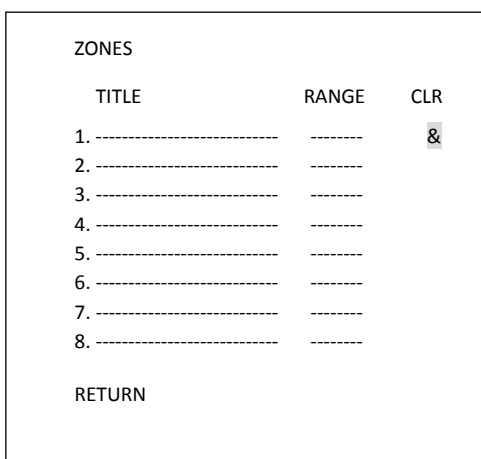 ZONES
TITLE RANGE CLR
1. ---------------------------- -------- &
2. ---------------------------- --------
3. ---------------------------- --------
4. ---------------------------- --------
5. ---------------------------- --------
6. ---------------------------- --------
7. ---------------------------- --------
8. ---------------------------- --------
RETURN